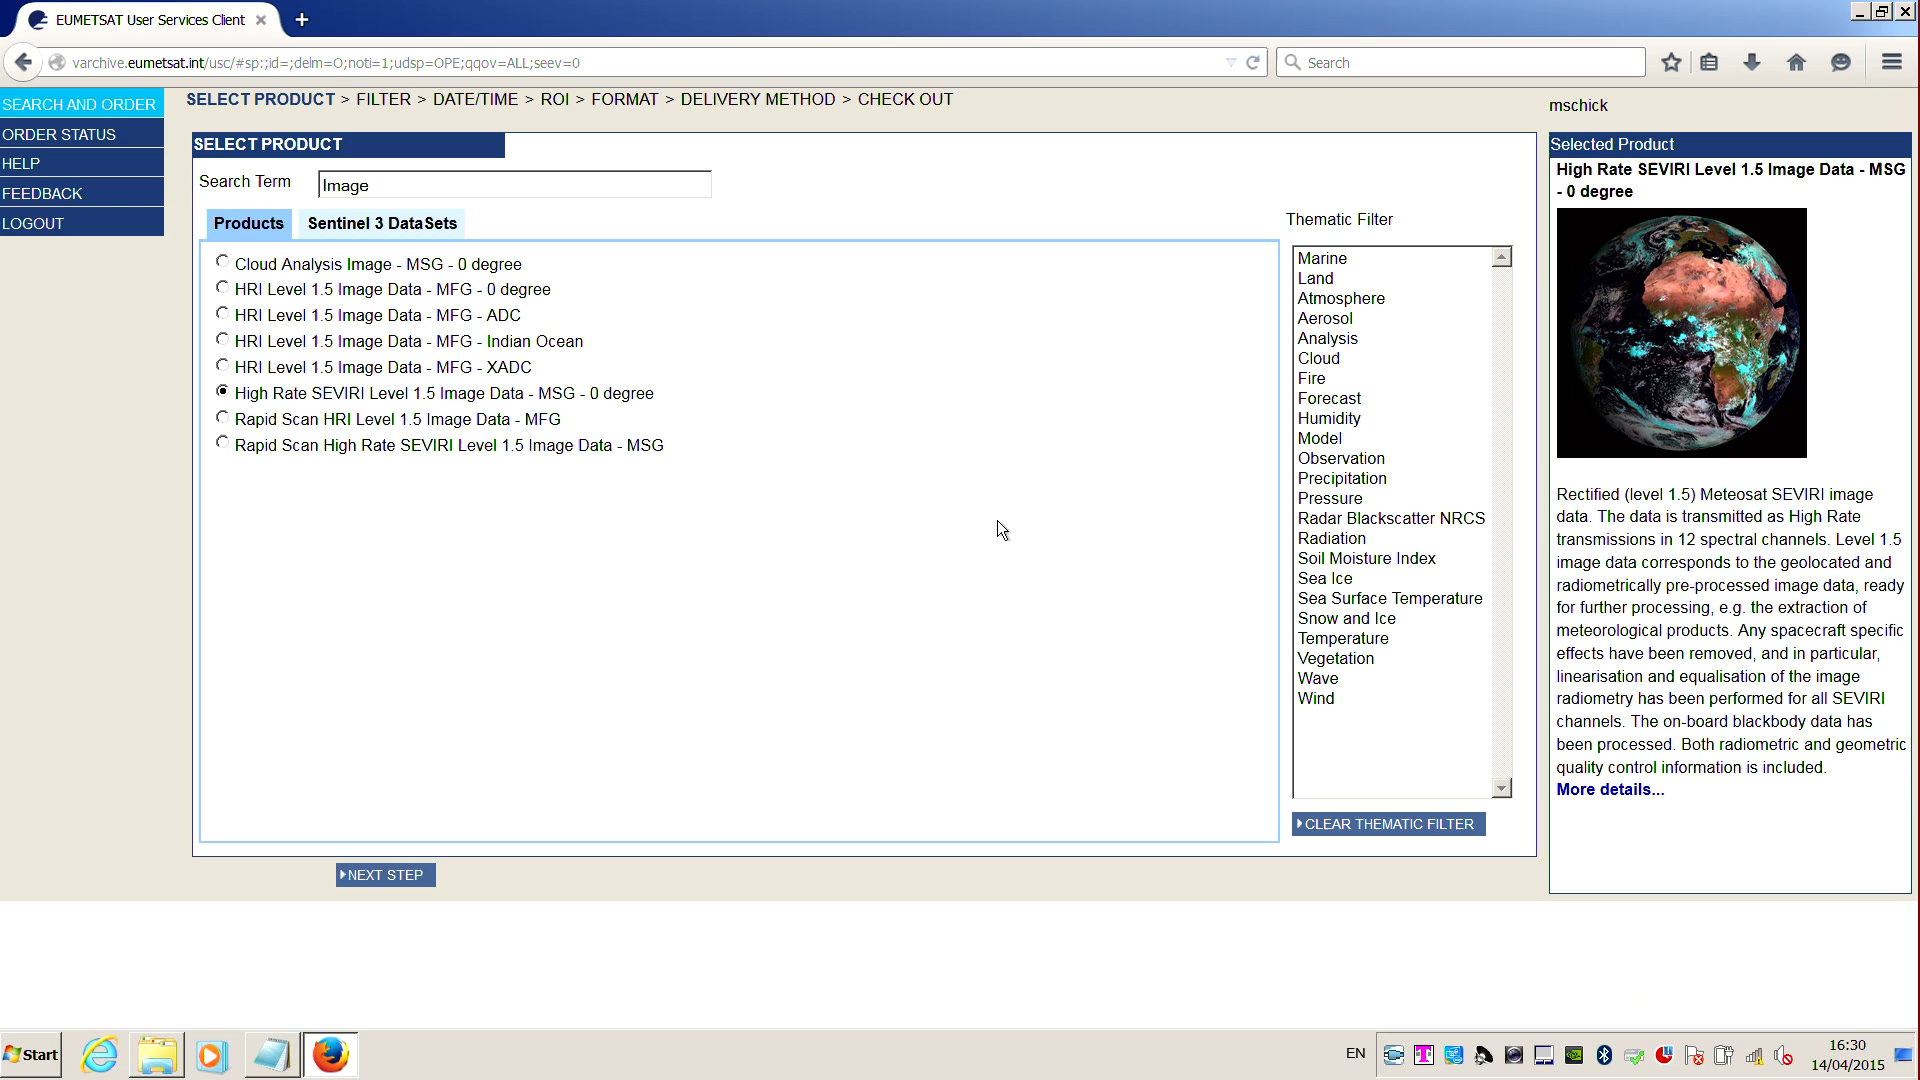 EUMETSAT User Services Client
varchive.eumetsat.int/usc/#sp:;id=;delm=O;noti=1;udsp=OPE;qqov=ALL;seev=0
Search
SEARCH AND ORDER
ORDER STATUS
HELP
FEEDBACK
LOGOUT
SELECT PRODUCT > FILTER > DATE/TIME > ROI > FORMAT > DELIVERY METHOD > CHECK OUT
mschick
SELECT PRODUCT
Search Term
Image
Products
Sentinel 3 DataSets
Cloud Analysis Image - MSG - 0 degree
HRI Level 1.5 Image Data - MFG - 0 degree
HRI Level 1.5 Image Data - MFG - ADC
HRI Level 1.5 Image Data - MFG - Indian Ocean
HRI Level 1.5 Image Data - MFG - XADC
High Rate SEVIRI Level 1.5 Image Data - MSG - 0 degree
Rapid Scan HRI Level 1.5 Image Data - MFG
Rapid Scan High Rate SEVIRI Level 1.5 Image Data - MSG
Thematic Filter
Marine
Land
Atmosphere
Aerosol
Analysis
Cloud
Fire
Forecast
Humidity
Model
Observation
Precipitation
Pressure
Radar Blackscatter NRCS
Radiation
Soil Moisture Index
Sea Ice
Sea Surface Temperature
Snow and Ice
Temperature
Vegetation
Wave
Wind
CLEAR THEMATIC FILTER
NEXT STEP
Selected Product
High Rate SEVIRI Level 1.5 Image Data - MSG
- 0 degree
Rectified (level 1.5) Meteosat SEVIRI image
data. The data is transmitted as High Rate
transmissions in 12 spectral channels. Level 1.5
image data corresponds to the geolocated and
radiometrically pre-processed image data, ready
for further processing, e.g. the extraction of
meteorological products. Any spacecraft specific
effects have been removed, and in particular,
linearisation and equalisation of the image
radiometry has been performed for all SEVIRI
channels. The on-board blackbody data has
been processed. Both radiometric and geometric
quality control information is included.
More details...
Start
EN
16:30
14/04/2015